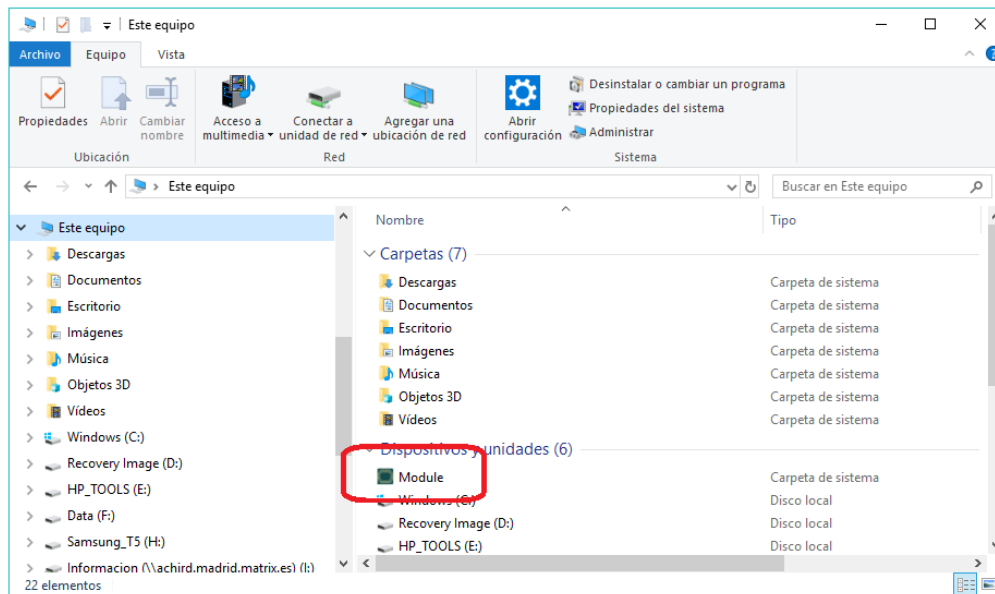 Este equipo
Archivo Equipo Vista
Propiedades Abrir Cambiar nombre Acceso a multimedia Conectar a unidad de red Agregar una ubicación de red Abrir configuración
Desinstalar o cambiar un programa
Propiedades del sistema
Administrar
Ubicación Red Sistema
Este equipo Buscar en Este equipo
Este equipo
Descargas
Documentos
Escritorio
Imágenes
Música
Objetos 3D
Vídeos
Windows (C:)
Recovery Image (D:)
HP_TOOLS (E:)
Data (F:)
Samsung_T5 (H:)
Informacion (\\achird.madrid.matrix.es) (I:)
Nombre Tipo
Carpetas (7)
Descargas Carpeta de sistema
Documentos Carpeta de sistema
Escritorio Carpeta de sistema
Imágenes Carpeta de sistema
Música Carpeta de sistema
Objetos 3D Carpeta de sistema
Vídeos Carpeta de sistema
Dispositivos y unidades (6)
Module Carpeta de sistema
Windows (C:) Disco local
Recovery Image (D:) Disco local
HP_TOOLS (E:) Disco local
22 elementos